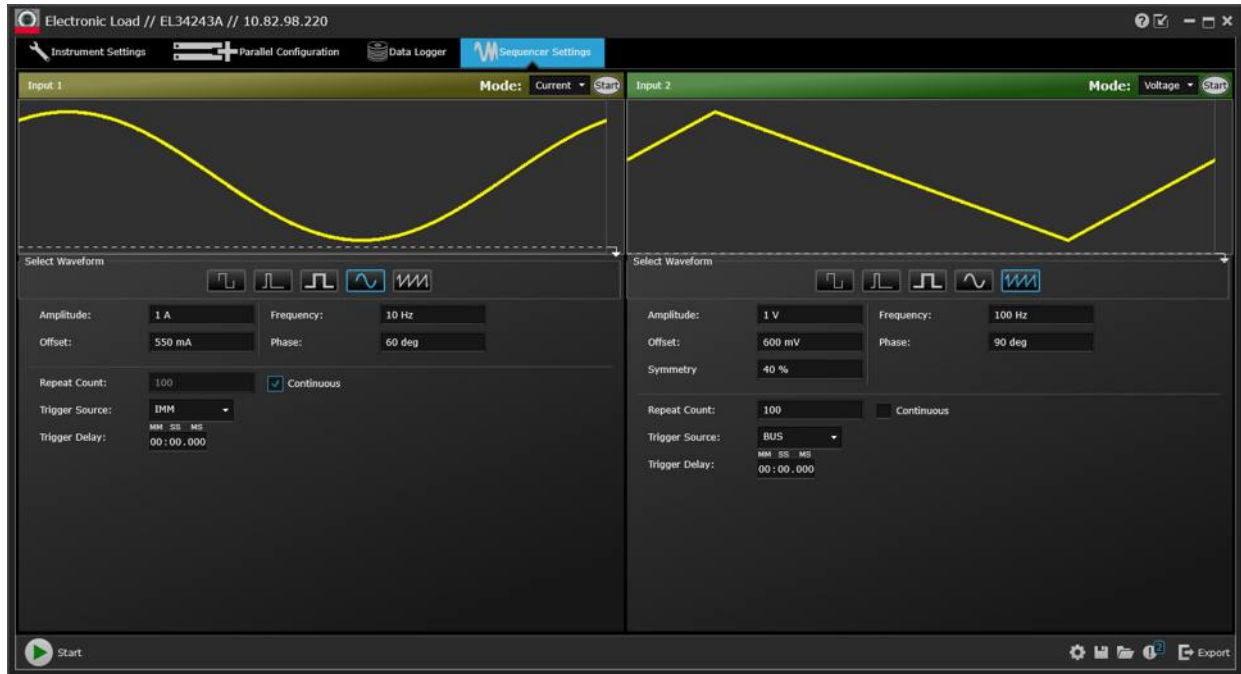 Electronic Load // EL34243A // 10.82.98.220
Instrument Settings Parallel Configuration Data Logger Sequencer Settings
Input 1 Mode: Current Start
Select Waveform
Amplitude: 1 A Frequency: 10 Hz
Offset: 550 mA Phase: 60 deg
Repeat Count: 100 Continuous
Trigger Source: IMM
MM SS MS
Trigger Delay: 00:00.000
Input 2 Mode: Voltage Start
Select Waveform
Amplitude: 1 V Frequency: 100 Hz
Offset: 600 mV Phase: 90 deg
Symmetry 40 %
Repeat Count: 100 Continuous
Trigger Source: BUS
MM SS MS
Trigger Delay: 00:00.000
Start 2 Export